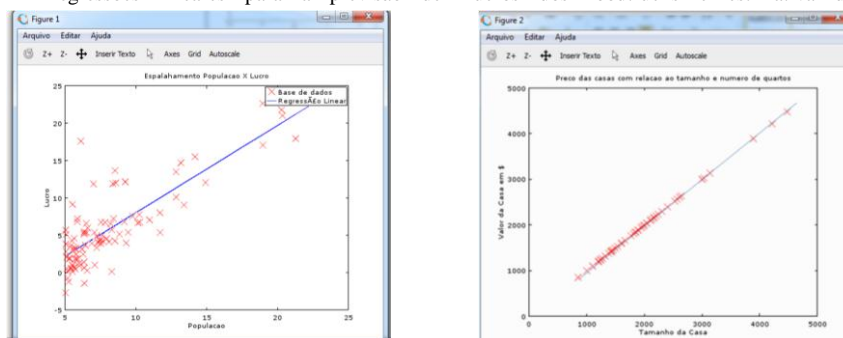 Figure 1
Arquivo Editar Ajuda
Z+ Z- Inserir Texto Axes Grid Autoscale
Espalahamento Populacao X Lucro
Base de dados
RegressÃ£o Linear
Lucro
25
20
15
10
5
0
-5
5 10 15 20 25
Populacao
Figure 2
Arquivo Editar Ajuda
Z+ Z- Inserir Texto Axes Grid Autoscale
Preco das casas com relacao ao tamanho e numero de quartos
Valor da Casa em $
5000
4000
3000
2000
1000
0
0 1000 2000 3000 4000 5000
Tamanho da Casa